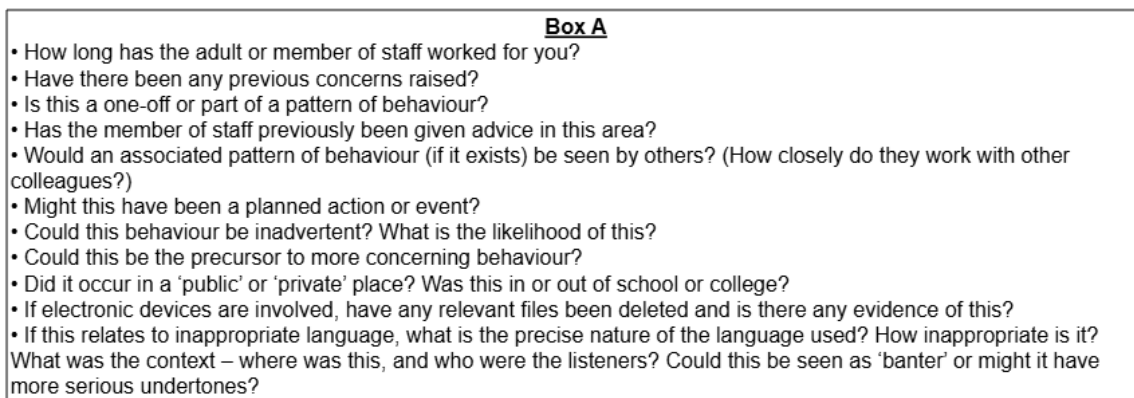 Box A
• How long has the adult or member of staff worked for you?
• Have there been any previous concerns raised?
• Is this a one-off or part of a pattern of behaviour?
• Has the member of staff previously been given advice in this area?
• Would an associated pattern of behaviour (if it exists) be seen by others? (How closely do they work with other
colleagues?)
• Might this have been a planned action or event?
• Could this behaviour be inadvertent? What is the likelihood of this?
• Could this be the precursor to more concerning behaviour?
• Did it occur in a ‘public’ or ‘private’ place? Was this in or out of school or college?
• If electronic devices are involved, have any relevant files been deleted and is there any evidence of this?
• If this relates to inappropriate language, what is the precise nature of the language used? How inappropriate is it?
What was the context – where was this, and who were the listeners? Could this be seen as ‘banter’ or might it have
more serious undertones?